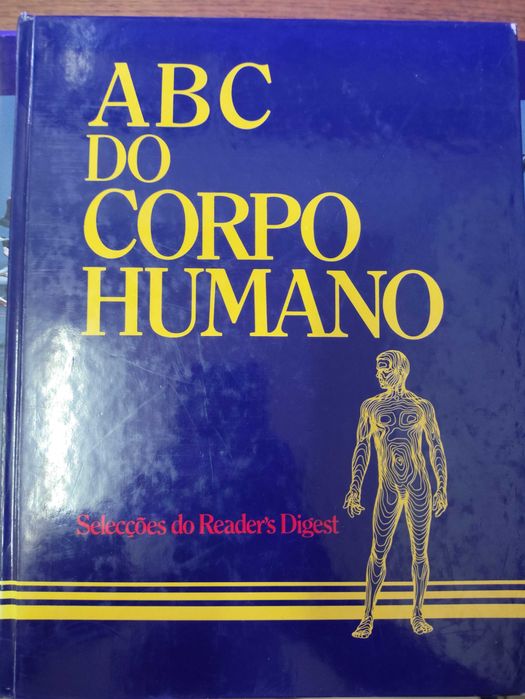 ABC
DO
CORPO
HUMANO
Selecções do Reader's Digest